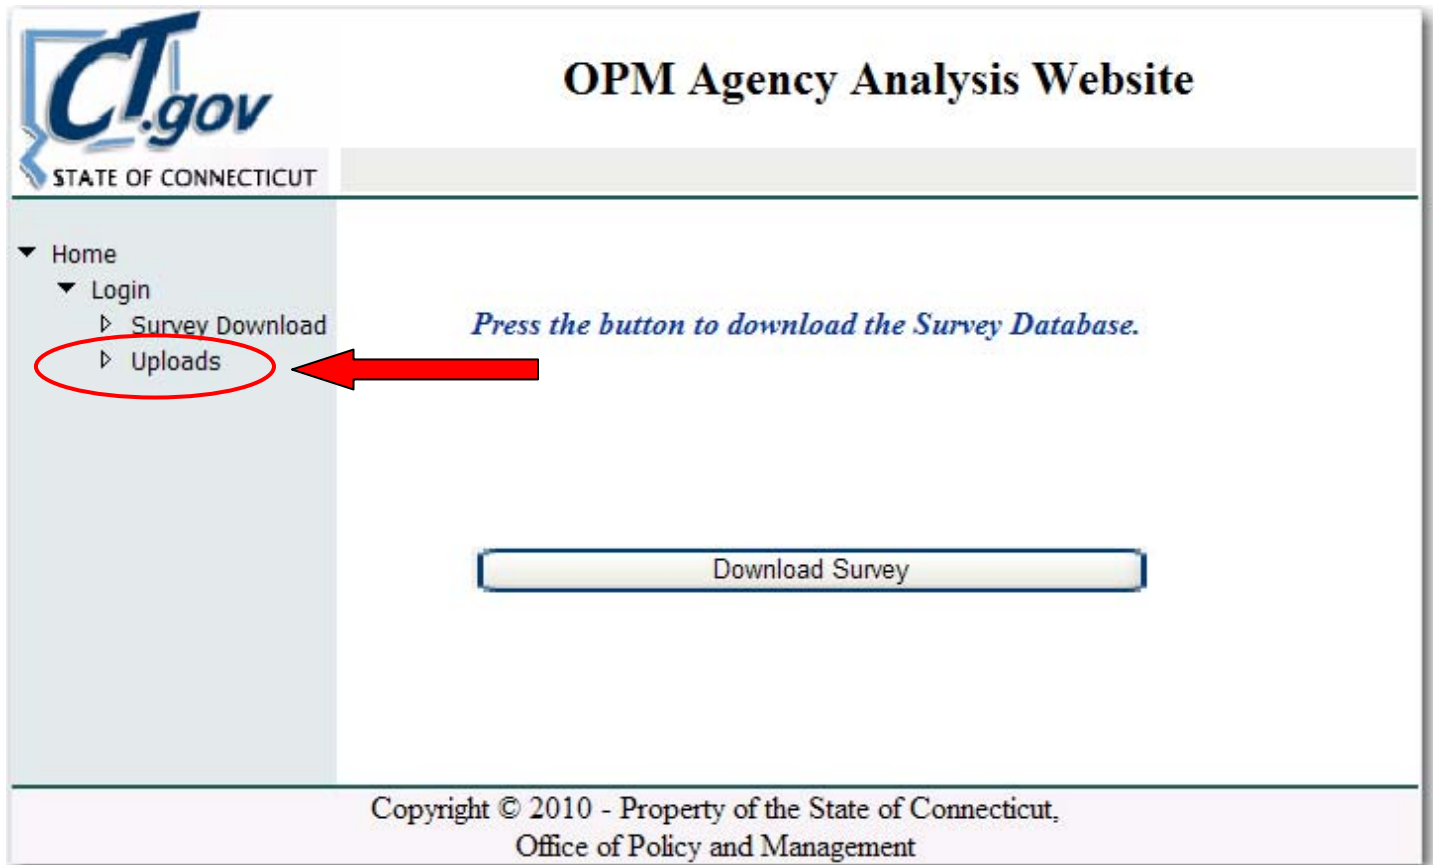 CT.gov
STATE OF CONNECTICUT
OPM Agency Analysis Website
Home
Login
Survey Download
Uploads
Press the button to download the Survey Database.
Download Survey
Copyright © 2010 - Property of the State of Connecticut,
Office of Policy and Management